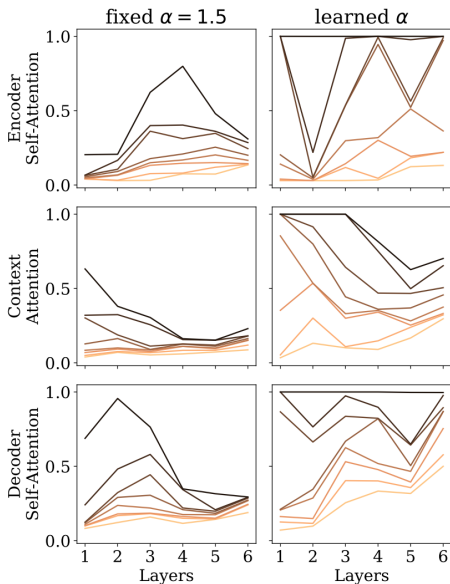 fixed α = 1.5
learned α
Encoder
Self-Attention
1.0
0.5
0.0
Context
Attention
1.0
0.5
0.0
Decoder
Self-Attention
1.0
0.5
0.0
1 2 3 4 5 6
1 2 3 4 5 6
Layers
Layers